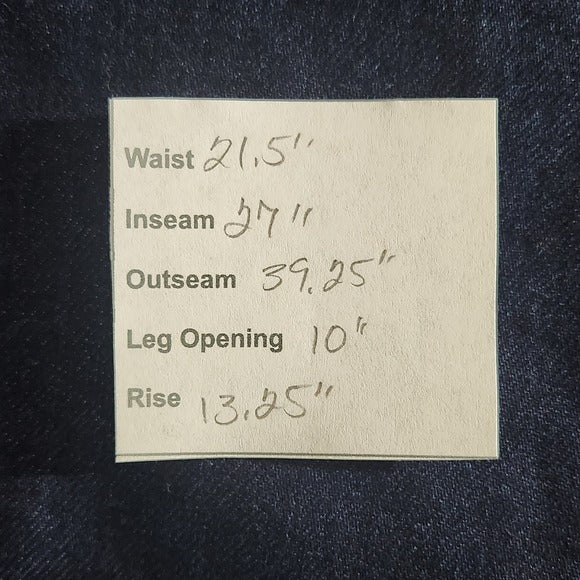 Waist 21.5"
Inseam 27"
Outseam 39.25"
Leg Opening 10"
Rise 13.25"